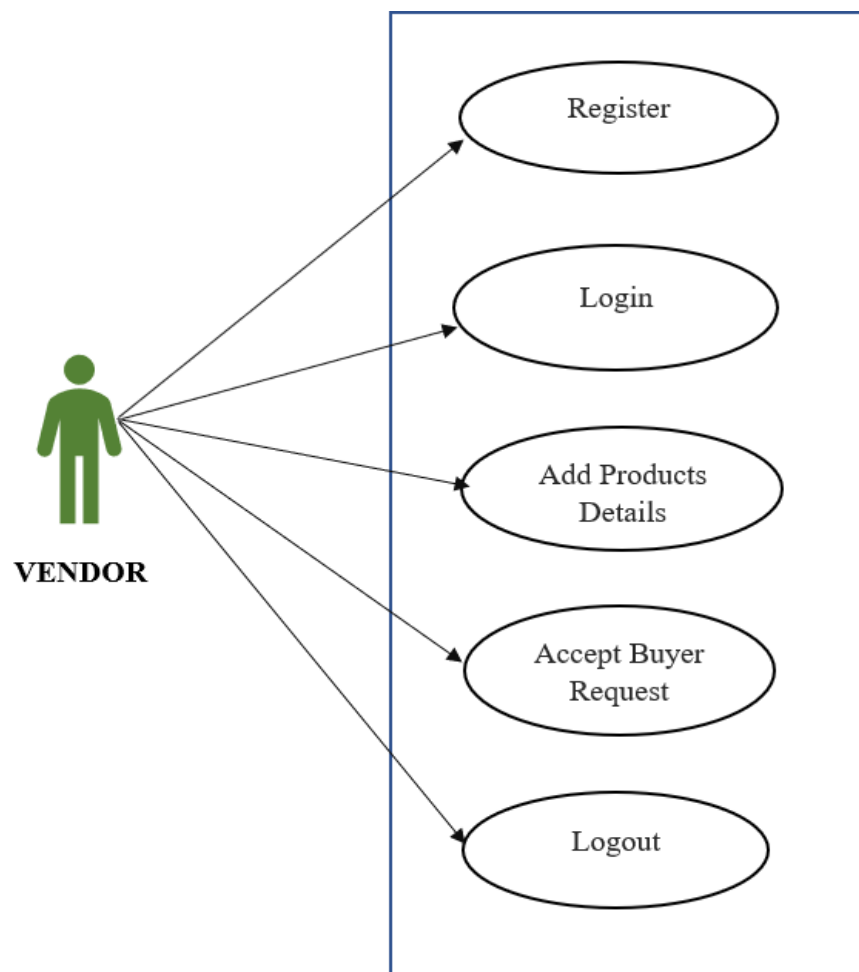 Register
Login
Add Products
Details
VENDOR
Accept Buyer
Request
Logout